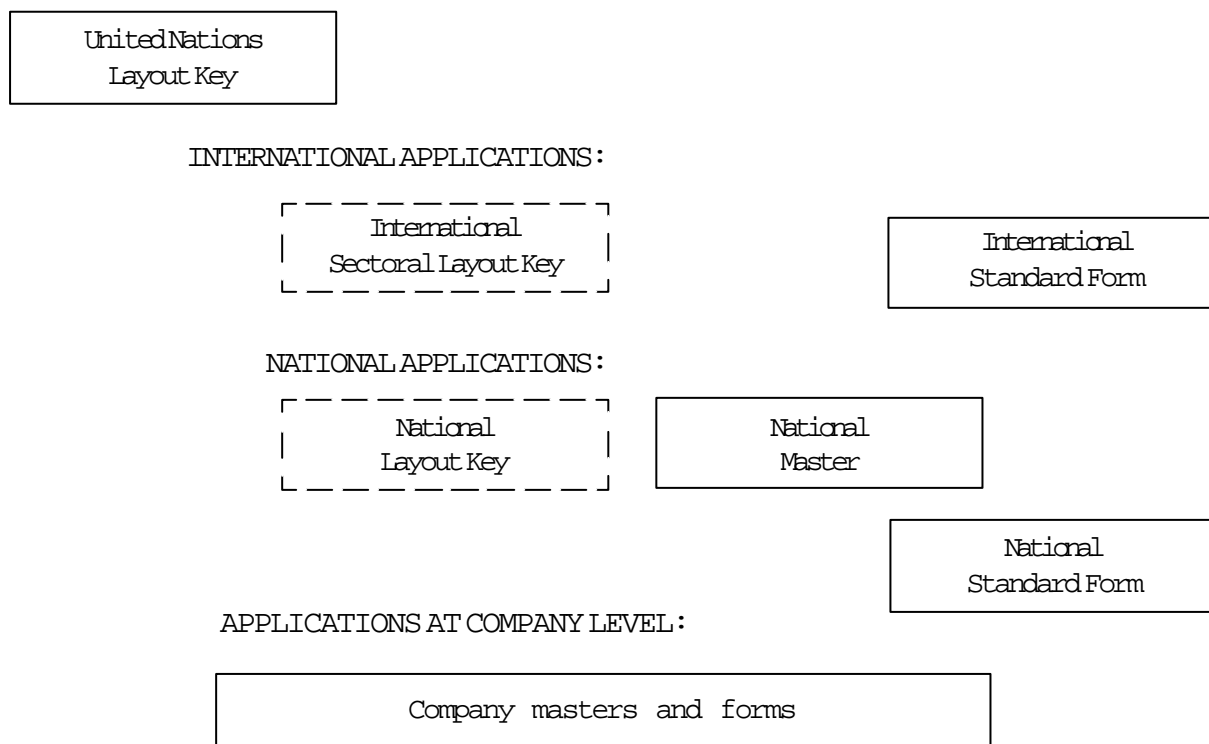 United Nations
Layout Key
INTERNATIONAL APPLICATIONS:
International
Sectoral Layout Key
International
Standard Form
NATIONAL APPLICATIONS:
National
Layout Key
National
Master
National
Standard Form
APPLICATIONS AT COMPANY LEVEL:
Company masters and forms